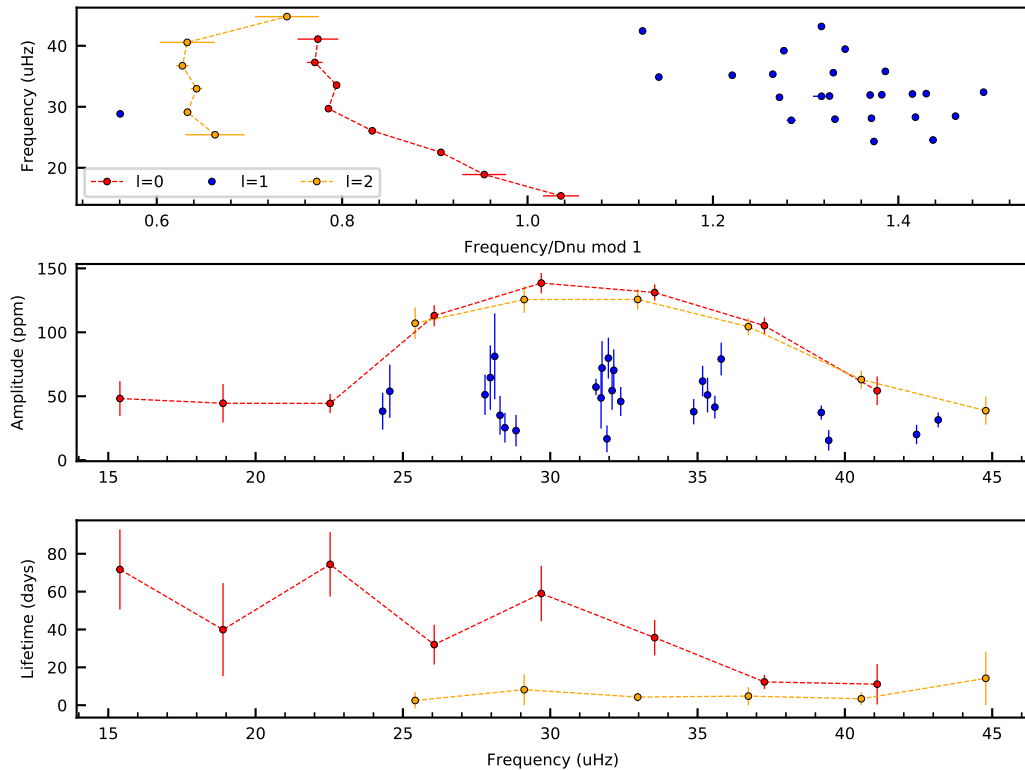 Frequency (uHz)
40
30
20
l=0 l=1 l=2
0.6 0.8 1.0 1.2 1.4
Frequency/Dnu mod 1
Amplitude (ppm)
150
100
50
0
15 20 25 30 35 40 45
Lifetime (days)
80
60
40
20
0
15 20 25 30 35 40 45
Frequency (uHz)